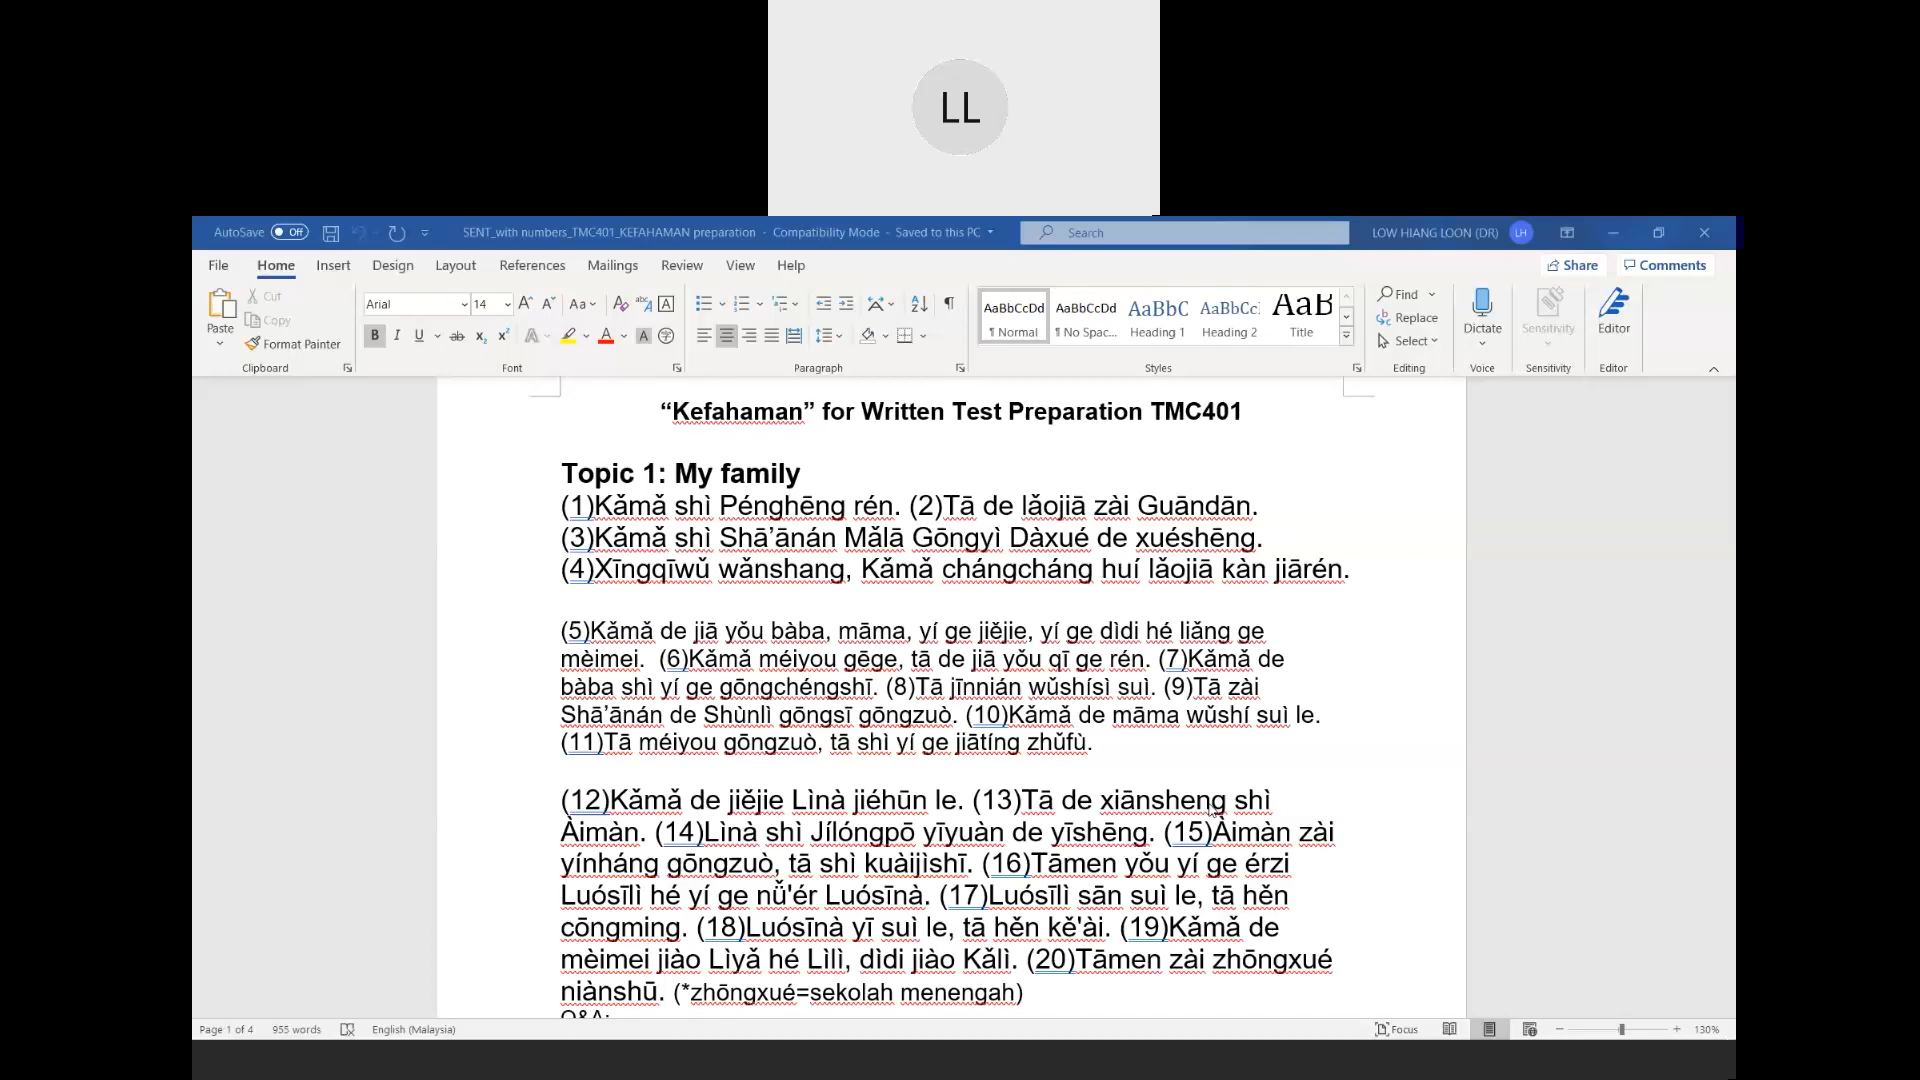 LL
AutoSave Off SENT_with numbers_TMC401_KEFAHAMAN preparation - Compatibility Mode - Saved to this PC Search LOW HIANG LOON (DR) LH
File Home Insert Design Layout References Mailings Review View Help Share Comments
Paste Cut Copy Format Painter
Arial 14
AaBbCcDd AaBbCcDd AaBbC AaBbCc AaB
¶ Normal ¶ No Spac... Heading 1 Heading 2 Title
Find Replace Select
Dictate Sensitivity Editor
Clipboard Font Paragraph Styles Editing Voice Sensitivity Editor
“Kefahaman” for Written Test Preparation TMC401
Topic 1: My family
(1)Kǎmǎ shì Pénghēng rén. (2)Tā de lǎojiā zài Guāndān.
(3)Kǎmǎ shì Shā’ānán Mǎlā Gōngyì Dàxué de xuéshēng.
(4)Xīngqīwǔ wǎnshang, Kǎmǎ chángcháng huí lǎojiā kàn jiārén.
(5)Kǎmǎ de jiā yǒu bàba, māma, yí ge jiějie, yí ge dìdi hé liǎng ge
mèimei. (6)Kǎmǎ méiyou gēge, tā de jiā yǒu qī ge rén. (7)Kǎmǎ de
bàba shì yí ge gōngchéngshī. (8)Tā jīnnián wǔshísì suì. (9)Tā zài
Shā’ānán de Shùnlì gōngsī gōngzuò. (10)Kǎmǎ de māma wǔshí suì le.
(11)Tā méiyou gōngzuò, tā shì yí ge jiātíng zhǔfù.
(12)Kǎmǎ de jiějie Lìnà jiéhūn le. (13)Tā de xiānsheng shì
Àimàn. (14)Lìnà shì Jílóngpō yīyuàn de yīshēng. (15)Àimàn zài
yínháng gōngzuò, tā shì kuàijìshī. (16)Tāmen yǒu yí ge érzi
Luósīlì hé yí ge nǚ'ér Luósīnà. (17)Luósīlì sān suì le, tā hěn
cōngming. (18)Luósīnà yī suì le, tā hěn kě'ài. (19)Kǎmǎ de
mèimei jiào Lìyǎ hé Lìlì, dìdi jiào Kǎlì. (20)Tāmen zài zhōngxué
niànshū. (*zhōngxué=sekolah menengah)
Q&A:
Page 1 of 4 955 words English (Malaysia) Focus 130%